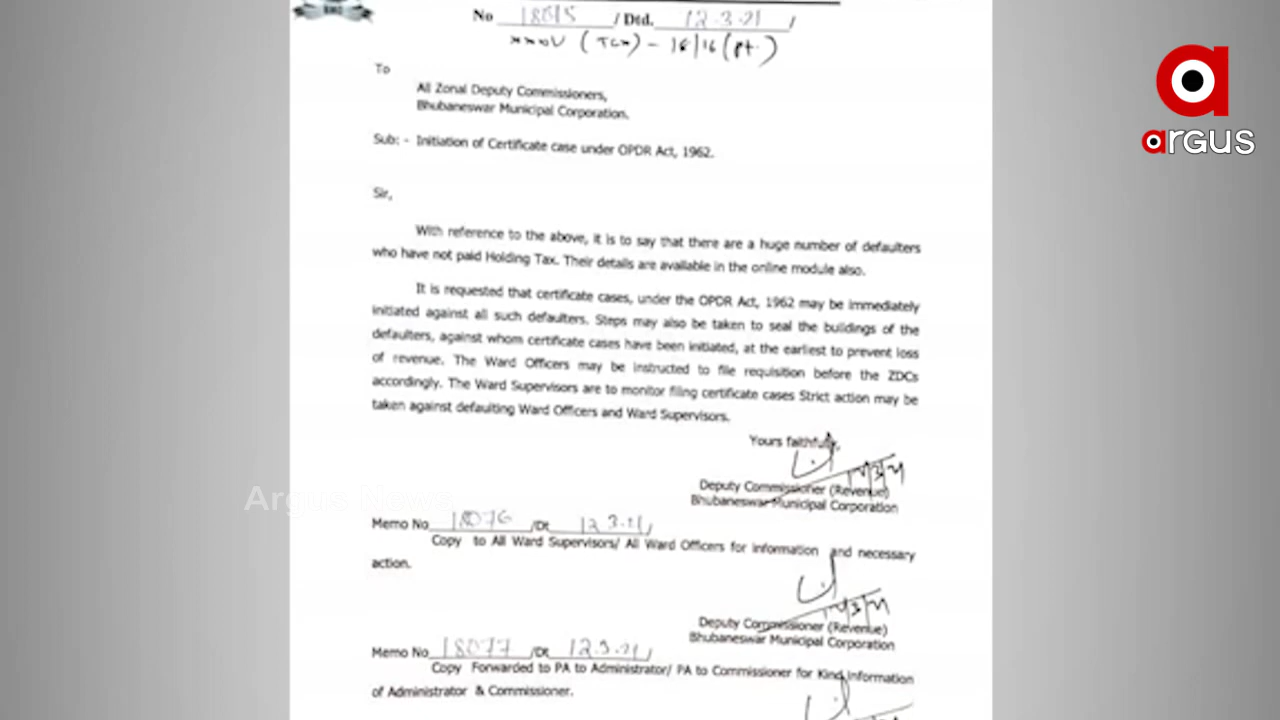 BMC
No 18075 / Dtd. 12.3.21 /
(Tax) - 16/16 (pt.)
To
All Zonal Deputy Commissioners,
Bhubaneswar Municipal Corporation.
Sub: - Initiation of Certificate case under OPDR Act, 1962.
Sir,
With reference to the above, it is to say that there are a huge number of defaulters
who have not paid Holding Tax. Their details are available in the online module also.
It is requested that certificate cases, under the OPDR Act, 1962 may be immediately
initiated against all such defaulters. Steps may also be taken to seal the buildings of the
defaulters, against whom certificate cases have been initiated, at the earliest to prevent loss
of revenue. The Ward Officers may be instructed to file requisition before the ZDCs
accordingly. The Ward Supervisors are to monitor filing certificate cases Strict action may be
taken against defaulting Ward Officers and Ward Supervisors.
Yours faithfully,
Deputy Commissioner (Revenue)
Bhubaneswar Municipal Corporation
Memo No 18076 /Dt 12.3.21/
Copy to All Ward Supervisors/ All Ward Officers for information and necessary
action.
Deputy Commissioner (Revenue)
Bhubaneswar Municipal Corporation
Memo No 18077 /Dt 12.3.21/
Copy Forwarded to PA to Administrator/ PA to Commissioner for Kind Information
of Administrator & Commissioner.
argus
Argus News